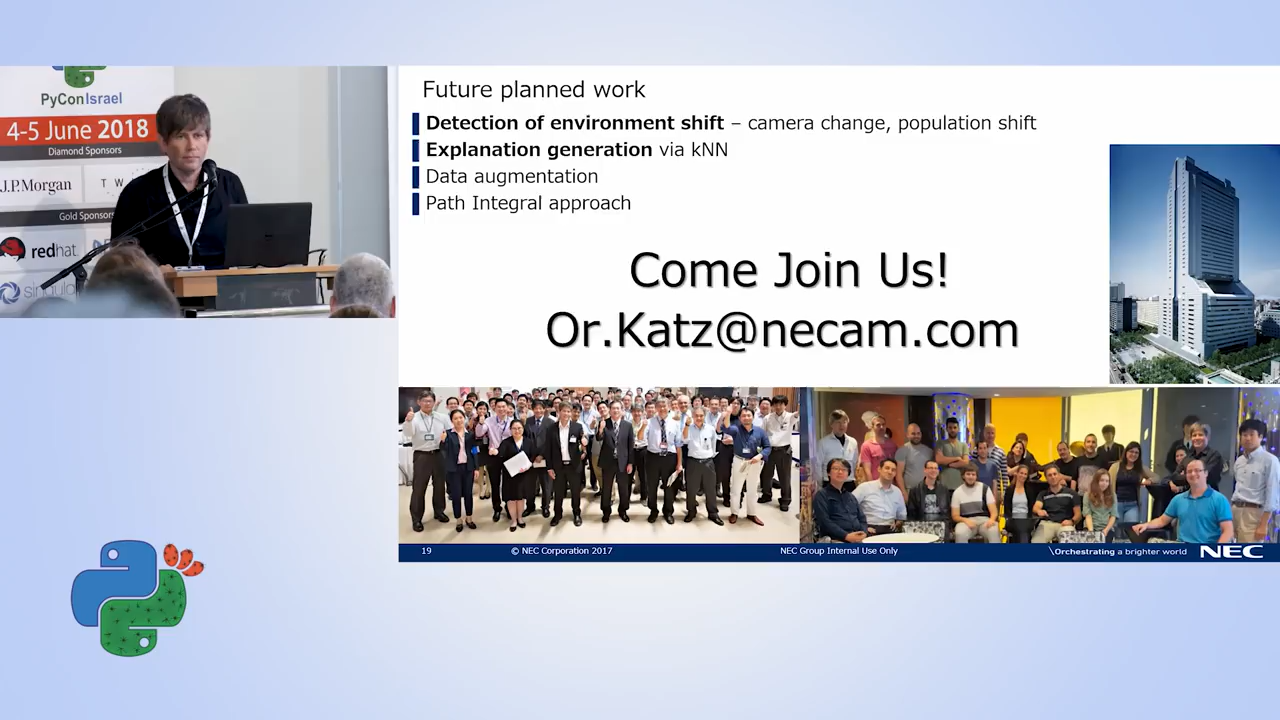 PyConIsrael
4-5 June 2018
Diamond Sponsors
J.P.Morgan
Gold Sponsors
redhat.
Future planned work
Detection of environment shift – camera change, population shift
Explanation generation via kNN
Data augmentation
Path Integral approach
Come Join Us!
Or.Katz@necam.com
19
© NEC Corporation 2017
NEC Group Internal Use Only
\Orchestrating a brighter world
NEC